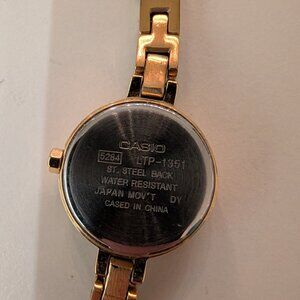 CASIO
5264 LTP-1351
ST. STEEL BACK
WATER RESISTANT
JAPAN MOV'T DY
CASED IN CHINA